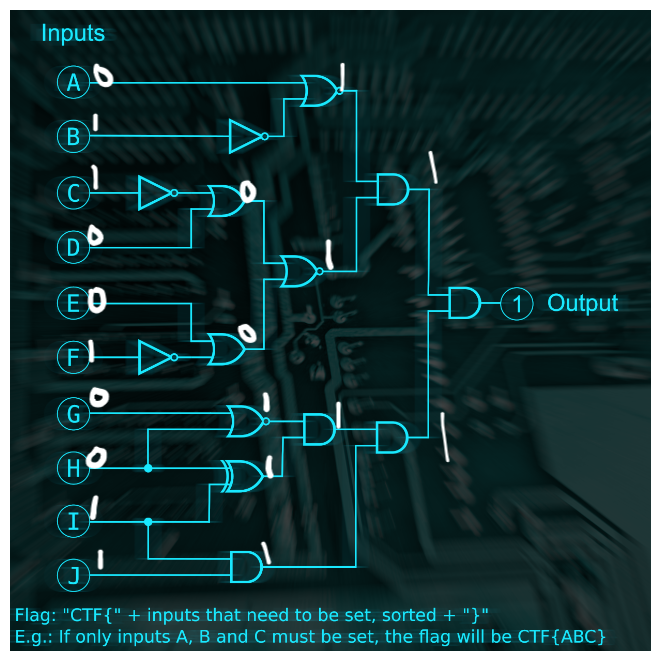 Inputs
A 0
1
B 1
1
C 1
0
D 0
1
E 0
1 Output
F 1
0
G 0
1
1
H 0
1
1
I 1
J 1
1
Flag: "CTF{" + inputs that need to be set, sorted + "}"
E.g.: If only inputs A, B and C must be set, the flag will be CTF{ABC}